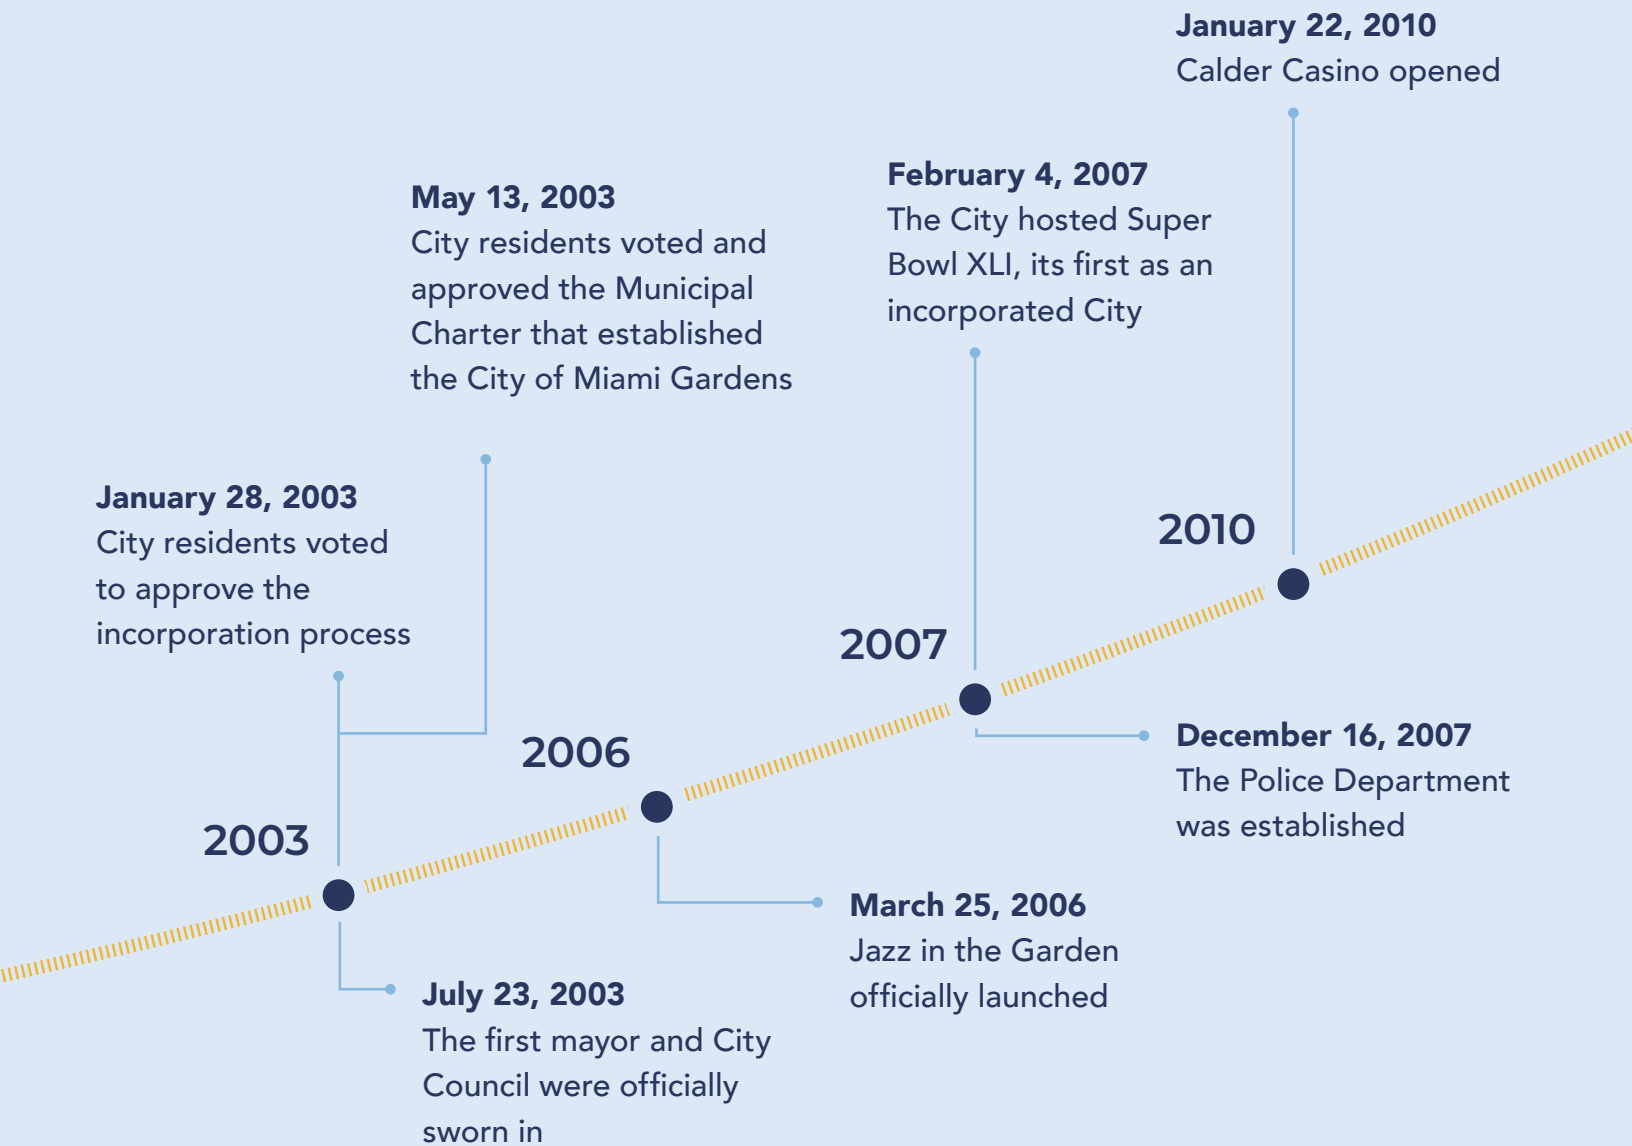 January 22, 2010
Calder Casino opened
February 4, 2007
The City hosted Super
Bowl XLI, its first as an
incorporated City
May 13, 2003
City residents voted and
approved the Municipal
Charter that established
the City of Miami Gardens
January 28, 2003
City residents voted
to approve the
incorporation process
2010
2007
2006
2003
December 16, 2007
The Police Department
was established
March 25, 2006
Jazz in the Garden
officially launched
July 23, 2003
The first mayor and City
Council were officially
sworn in